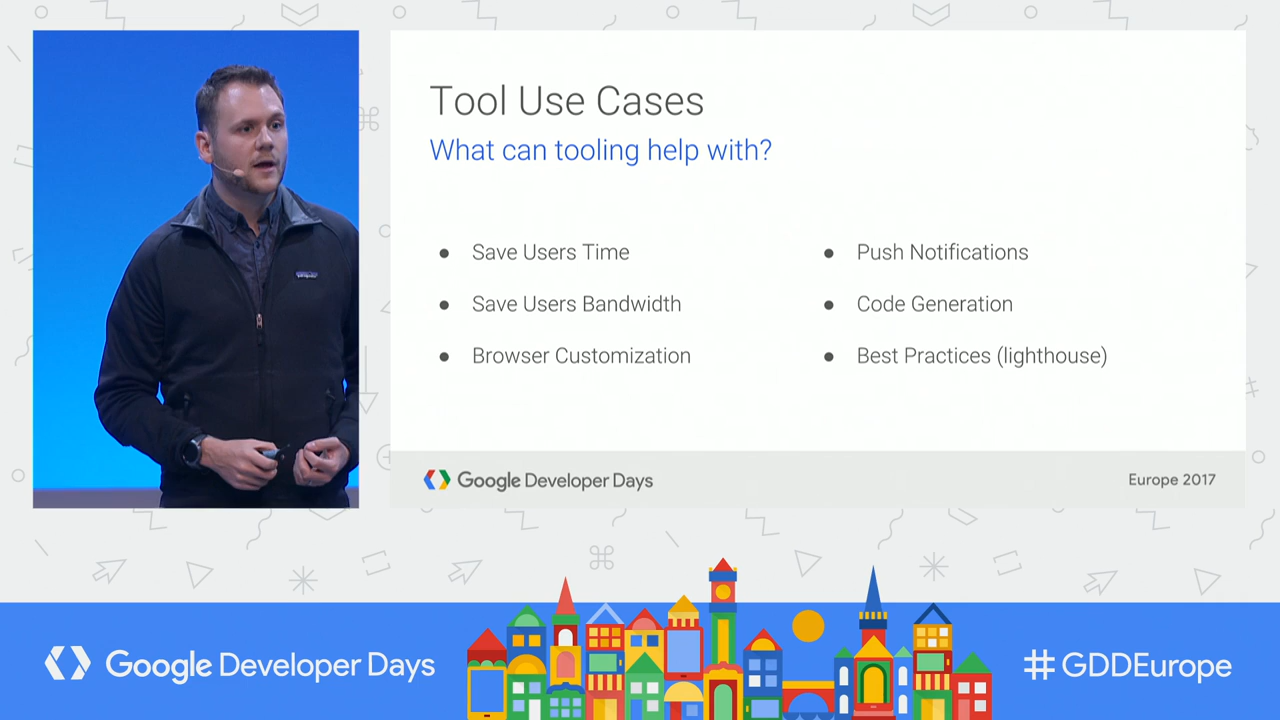 Tool Use Cases
What can tooling help with?
Save Users Time
Save Users Bandwidth
Browser Customization
Push Notifications
Code Generation
Best Practices (lighthouse)
Google Developer Days
Europe 2017
Google Developer Days
#GDDEurope